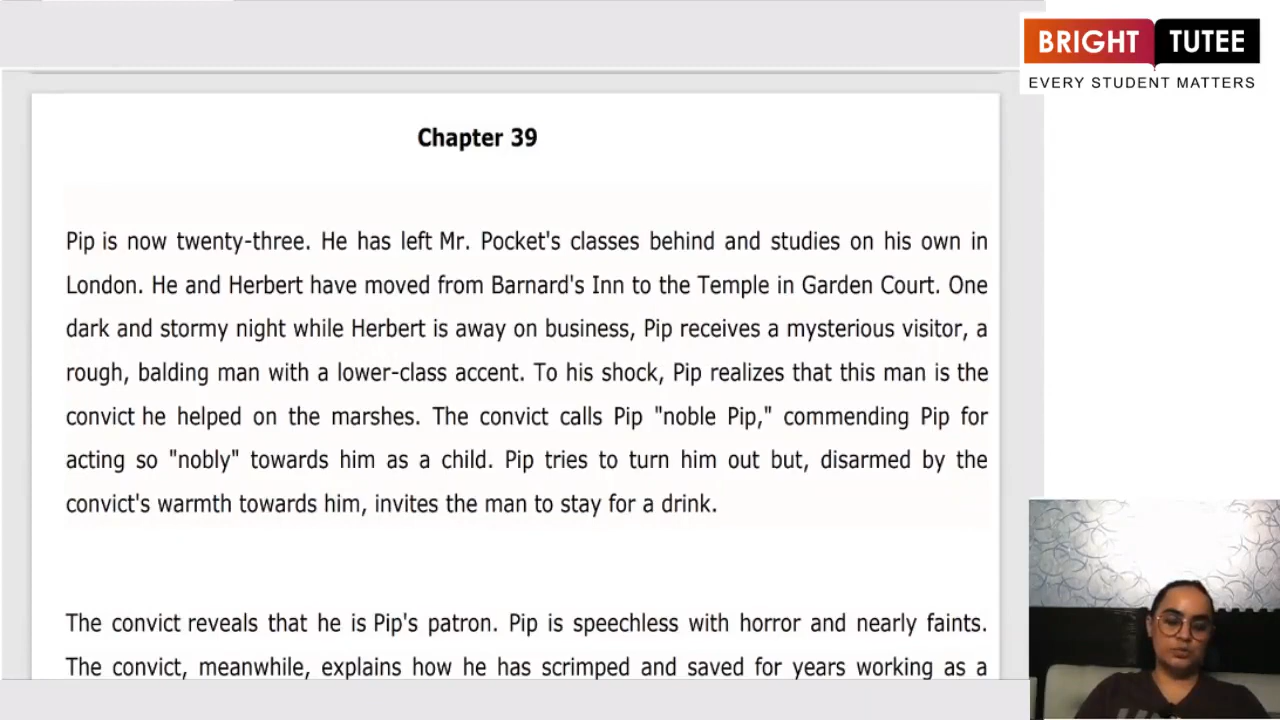 BRIGHT TUTEE
EVERY STUDENT MATTERS
Chapter 39
Pip is now twenty-three. He has left Mr. Pocket's classes behind and studies on his own in
London. He and Herbert have moved from Barnard's Inn to the Temple in Garden Court. One
dark and stormy night while Herbert is away on business, Pip receives a mysterious visitor, a
rough, balding man with a lower-class accent. To his shock, Pip realizes that this man is the
convict he helped on the marshes. The convict calls Pip "noble Pip," commending Pip for
acting so "nobly" towards him as a child. Pip tries to turn him out but, disarmed by the
convict's warmth towards him, invites the man to stay for a drink.
The convict reveals that he is Pip's patron. Pip is speechless with horror and nearly faints.
The convict, meanwhile, explains how he has scrimped and saved for years working as a